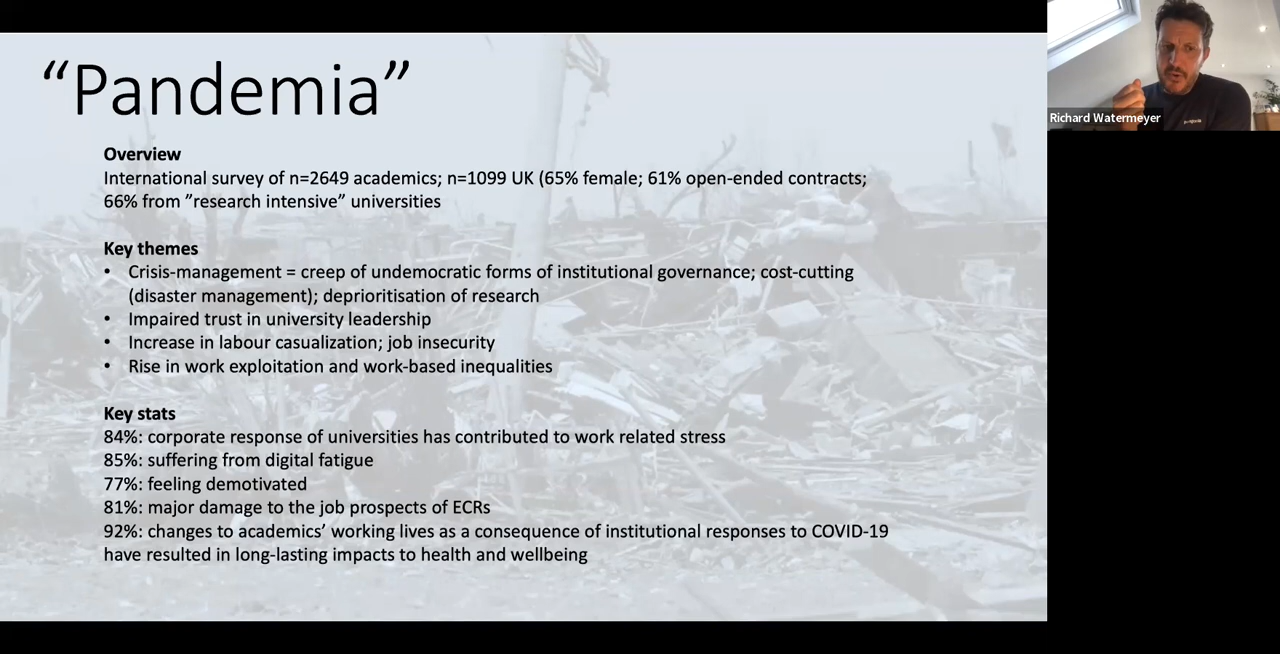 “Pandemia”
Richard Watermeyer
Overview
International survey of n=2649 academics; n=1099 UK (65% female; 61% open-ended contracts;
66% from ”research intensive” universities
Key themes
• Crisis-management = creep of undemocratic forms of institutional governance; cost-cutting
(disaster management); deprioritisation of research
• Impaired trust in university leadership
• Increase in labour casualization; job insecurity
• Rise in work exploitation and work-based inequalities
Key stats
84%: corporate response of universities has contributed to work related stress
85%: suffering from digital fatigue
77%: feeling demotivated
81%: major damage to the job prospects of ECRs
92%: changes to academics’ working lives as a consequence of institutional responses to COVID-19
have resulted in long-lasting impacts to health and wellbeing